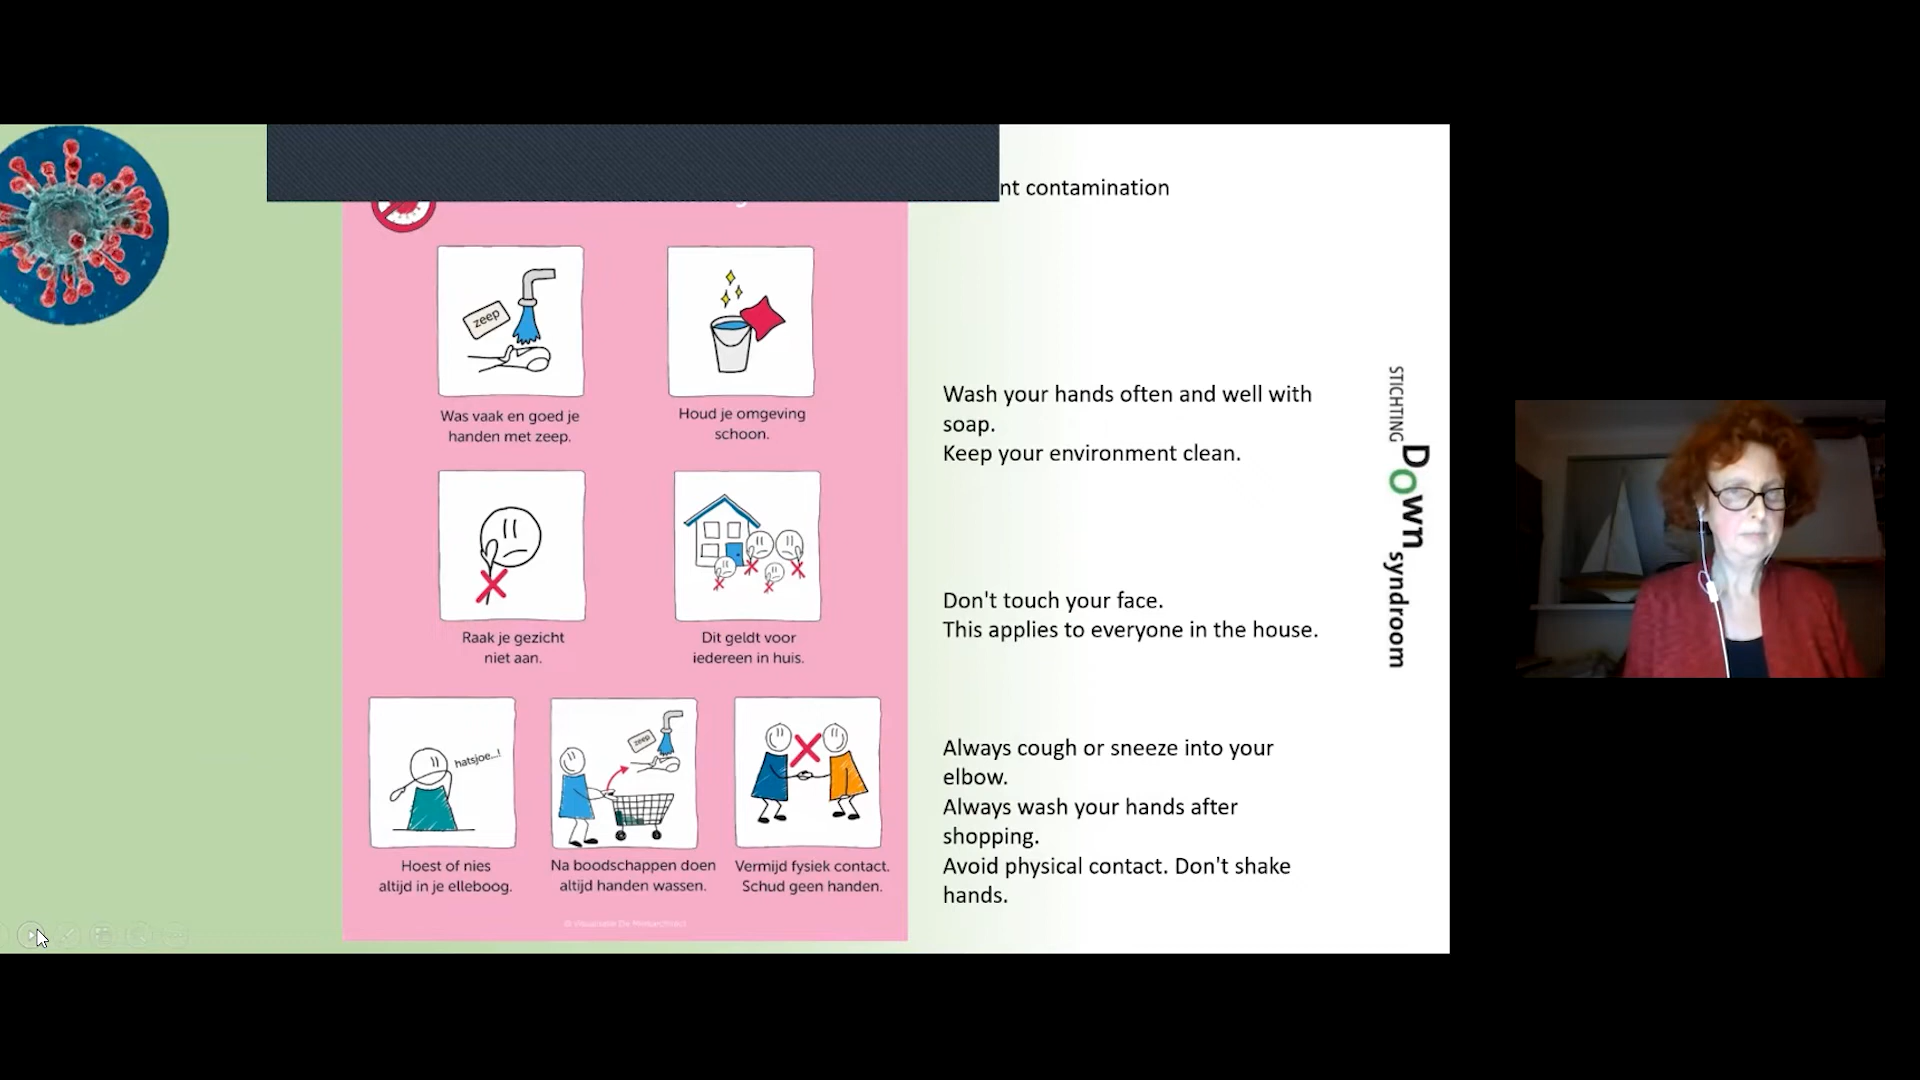 nt contamination
zeep
Was vaak en goed je
handen met zeep.
Houd je omgeving
schoon.
Raak je gezicht
niet aan.
Dit geldt voor
iedereen in huis.
hatsjoe...!
zeep
Hoest of nies
altijd in je elleboog.
Na boodschappen doen
altijd handen wassen.
Vermijd fysiek contact.
Schud geen handen.
Wash your hands often and well with
soap.
Keep your environment clean.
Don't touch your face.
This applies to everyone in the house.
Always cough or sneeze into your
elbow.
Always wash your hands after
shopping.
Avoid physical contact. Don't shake
hands.
STICHTING
Down
syndroom